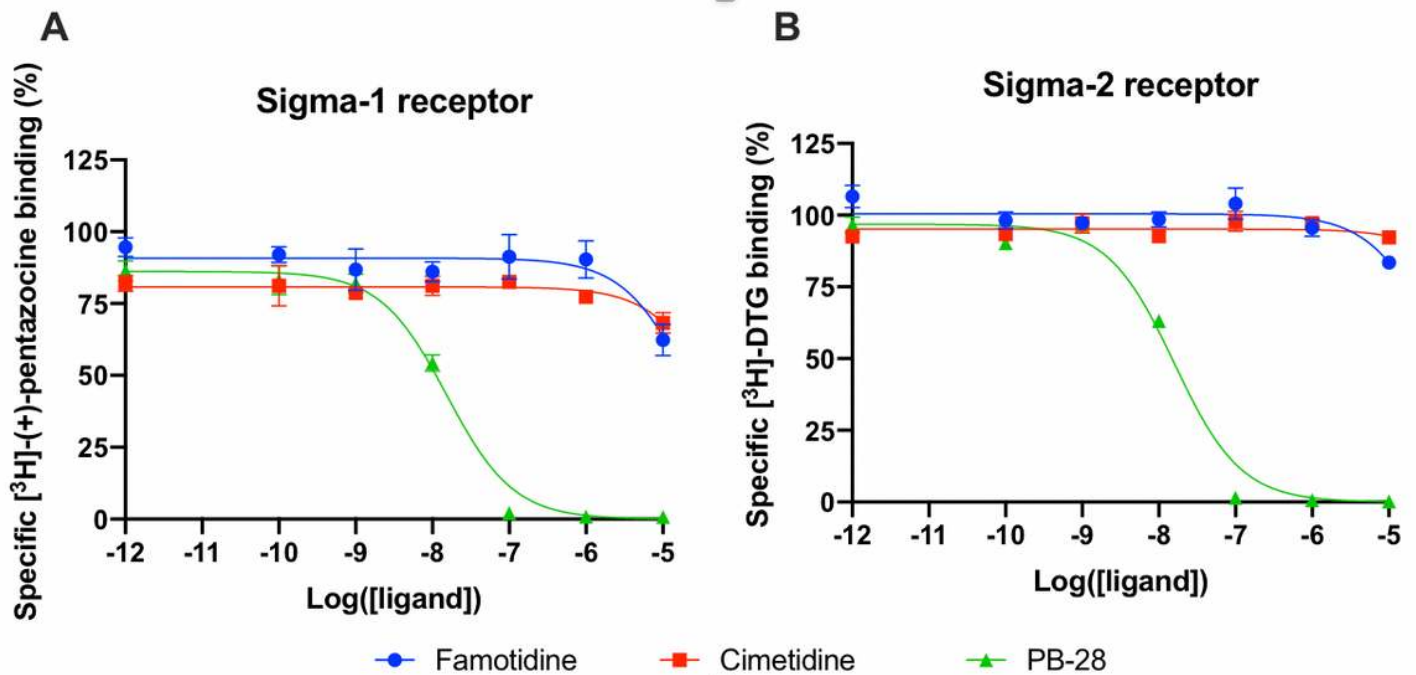 A
B
Sigma-1 receptor
Sigma-2 receptor
Specific [³H]-(+)-pentazocine binding (%)
125
100
75
50
25
0
-12 -11 -10 -9 -8 -7 -6 -5
Log([ligand])
Specific [³H]-DTG binding (%)
125
100
75
50
25
0
-12 -11 -10 -9 -8 -7 -6 -5
Log([ligand])
Famotidine Cimetidine PB-28